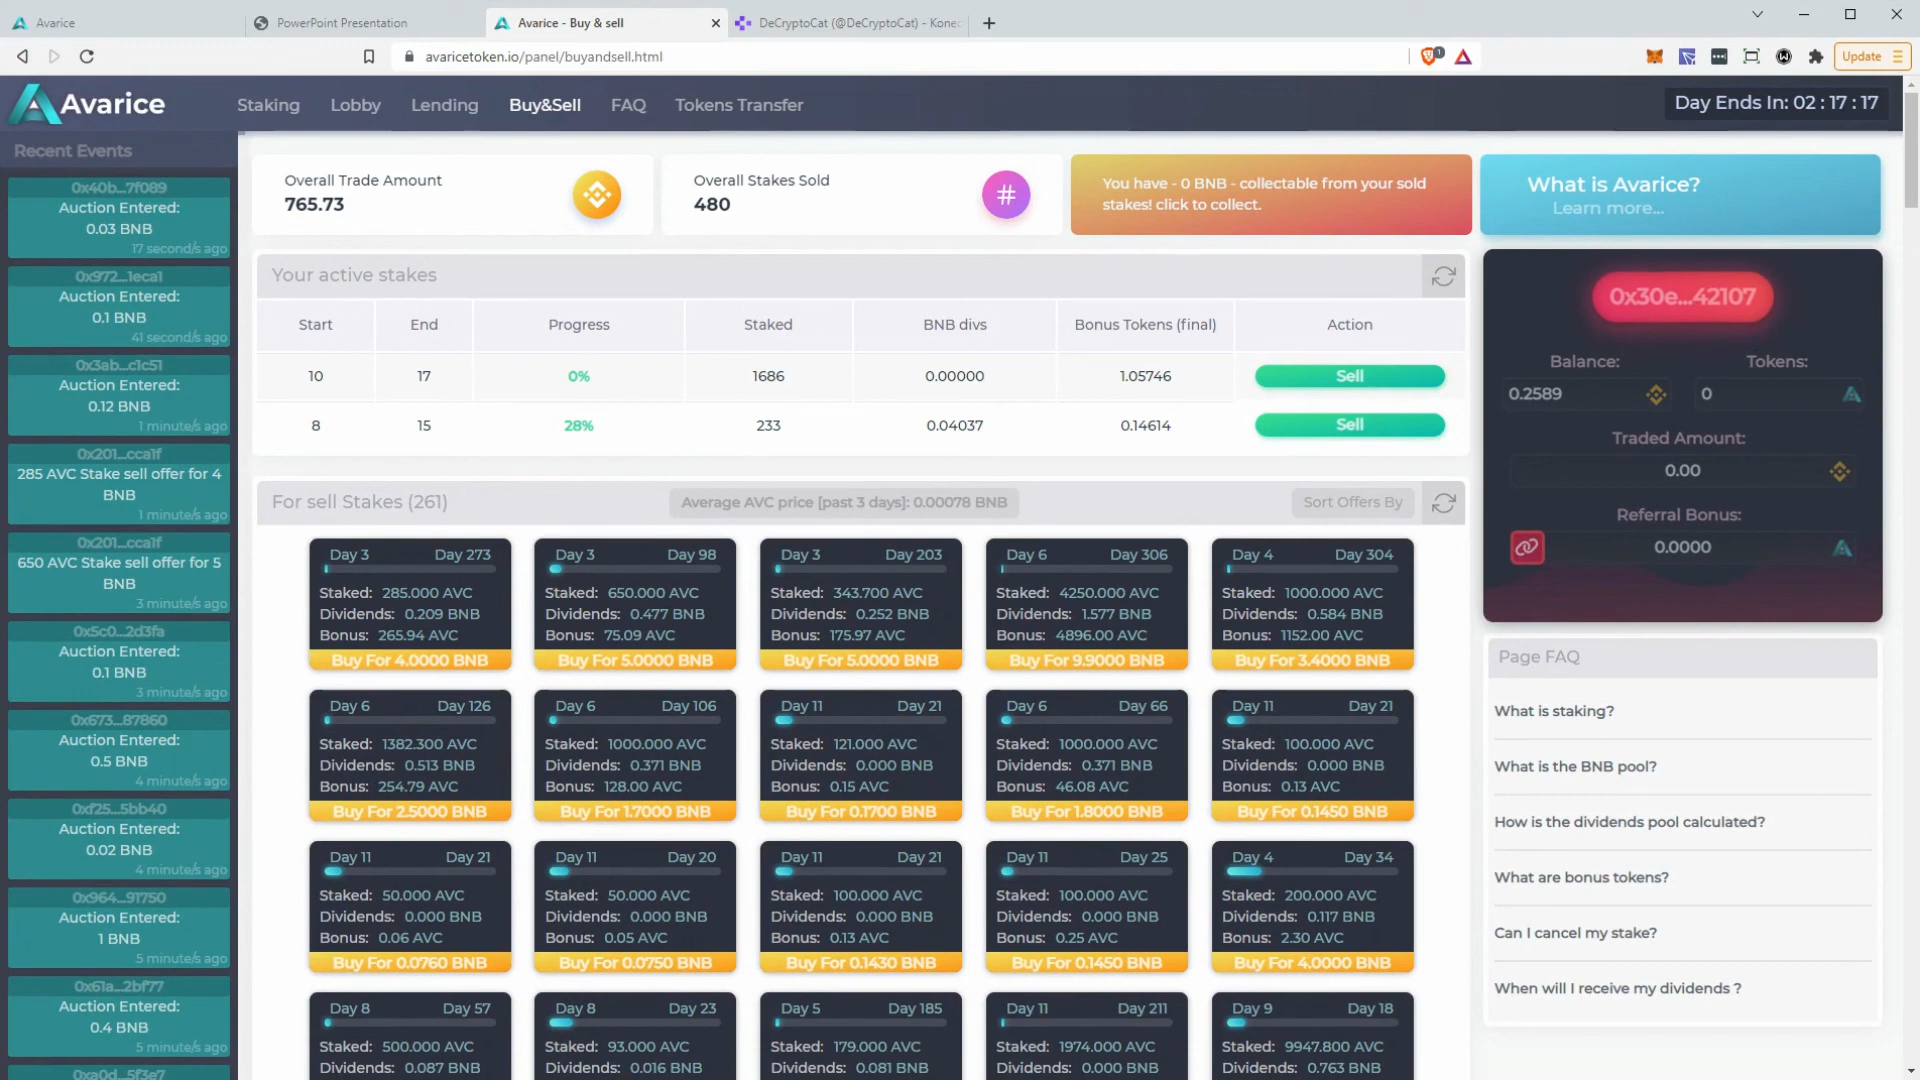 Avarice
PowerPoint Presentation
Avarice - Buy & sell
DeCryptoCat (@DeCryptoCat) - Konec
avaricetoken.io/panel/buyandsell.html
1
Update
Avarice
Staking
Lobby
Lending
Buy&Sell
FAQ
Tokens Transfer
Day Ends In: 02 : 17 : 17
Recent Events
0x40b...7f089
Auction Entered:
0.03 BNB
17 second/s ago
0x972...1eca1
Auction Entered:
0.1 BNB
41 second/s ago
0x3ab...c1c51
Auction Entered:
0.12 BNB
1 minute/s ago
0x201...cca1f
285 AVC Stake sell offer for 4
BNB
1 minute/s ago
0x201...cca1f
650 AVC Stake sell offer for 5
BNB
3 minute/s ago
0x5c0...2d3fa
Auction Entered:
0.1 BNB
3 minute/s ago
0x673...87860
Auction Entered:
0.5 BNB
4 minute/s ago
0xf25...5bb40
Auction Entered:
0.02 BNB
4 minute/s ago
0x964...91750
Auction Entered:
1 BNB
5 minute/s ago
0x61a...2bf77
Auction Entered:
0.4 BNB
5 minute/s ago
0xa0d...5f3e7
Overall Trade Amount
765.73
Overall Stakes Sold
480
#
You have - 0 BNB - collectable from your sold
stakes! click to collect.
What is Avarice?
Learn more...
Your active stakes
Start End Progress Staked BNB divs Bonus Tokens (final) Action
10 17 0% 1686 0.00000 1.05746 Sell
8 15 28% 233 0.04037 0.14614 Sell
For sell Stakes (261)
Average AVC price [past 3 days]: 0.00078 BNB
Sort Offers By
Day 3 Day 273
Staked: 285.000 AVC
Dividends: 0.209 BNB
Bonus: 265.94 AVC
Buy For 4.0000 BNB
Day 3 Day 98
Staked: 650.000 AVC
Dividends: 0.477 BNB
Bonus: 75.09 AVC
Buy For 5.0000 BNB
Day 3 Day 203
Staked: 343.700 AVC
Dividends: 0.252 BNB
Bonus: 175.97 AVC
Buy For 5.0000 BNB
Day 6 Day 306
Staked: 4250.000 AVC
Dividends: 1.577 BNB
Bonus: 4896.00 AVC
Buy For 9.9000 BNB
Day 4 Day 304
Staked: 1000.000 AVC
Dividends: 0.584 BNB
Bonus: 1152.00 AVC
Buy For 3.4000 BNB
Day 6 Day 126
Staked: 1382.300 AVC
Dividends: 0.513 BNB
Bonus: 254.79 AVC
Buy For 2.5000 BNB
Day 6 Day 106
Staked: 1000.000 AVC
Dividends: 0.371 BNB
Bonus: 128.00 AVC
Buy For 1.7000 BNB
Day 11 Day 21
Staked: 121.000 AVC
Dividends: 0.000 BNB
Bonus: 0.15 AVC
Buy For 0.1700 BNB
Day 6 Day 66
Staked: 1000.000 AVC
Dividends: 0.371 BNB
Bonus: 46.08 AVC
Buy For 1.8000 BNB
Day 11 Day 21
Staked: 100.000 AVC
Dividends: 0.000 BNB
Bonus: 0.13 AVC
Buy For 0.1450 BNB
Day 11 Day 21
Staked: 50.000 AVC
Dividends: 0.000 BNB
Bonus: 0.06 AVC
Buy For 0.0760 BNB
Day 11 Day 20
Staked: 50.000 AVC
Dividends: 0.000 BNB
Bonus: 0.05 AVC
Buy For 0.0750 BNB
Day 11 Day 21
Staked: 100.000 AVC
Dividends: 0.000 BNB
Bonus: 0.13 AVC
Buy For 0.1430 BNB
Day 11 Day 25
Staked: 100.000 AVC
Dividends: 0.000 BNB
Bonus: 0.25 AVC
Buy For 0.1450 BNB
Day 4 Day 34
Staked: 200.000 AVC
Dividends: 0.117 BNB
Bonus: 2.30 AVC
Buy For 4.0000 BNB
Day 8 Day 57
Staked: 500.000 AVC
Dividends: 0.087 BNB
Day 8 Day 23
Staked: 93.000 AVC
Dividends: 0.016 BNB
Day 5 Day 185
Staked: 179.000 AVC
Dividends: 0.081 BNB
Day 11 Day 211
Staked: 1974.000 AVC
Dividends: 0.000 BNB
Day 9 Day 18
Staked: 9947.800 AVC
Dividends: 0.763 BNB
0x30e...42107
Balance: Tokens:
0.2589 0
Traded Amount:
0.00
Referral Bonus:
0.0000
Page FAQ
What is staking?
What is the BNB pool?
How is the dividends pool calculated?
What are bonus tokens?
Can I cancel my stake?
When will I receive my dividends ?